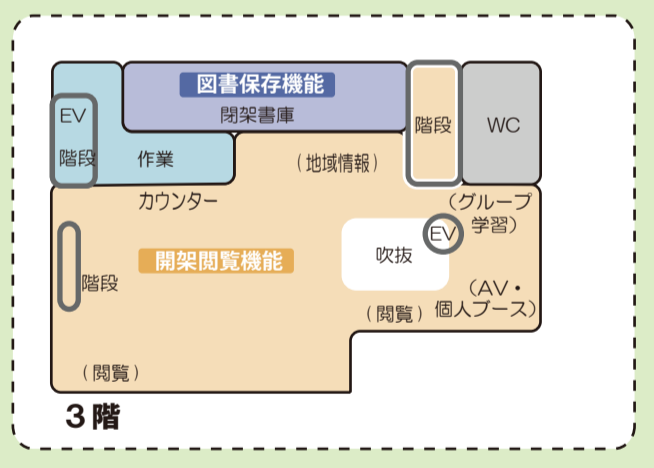 図書保存機能
閉架書庫
EV
階段
作業
(地域情報)
階段
WC
カウンター
(グループ
学習)
EV
吹抜
開架閲覧機能
階段
(AV・
個人ブース)
(閲覧)
(閲覧)
3階